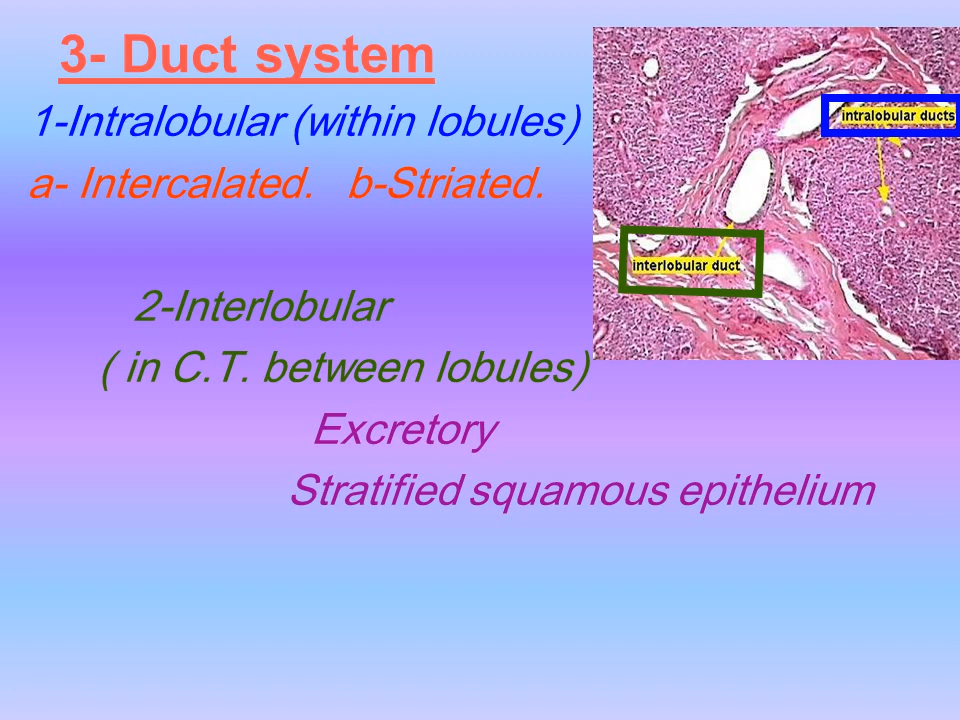 3- Duct system
1-Intralobular (within lobules)
a- Intercalated. b-Striated.
2-Interlobular
( in C.T. between lobules)
Excretory
Stratified squamous epithelium
intralobular ducts
interlobular duct